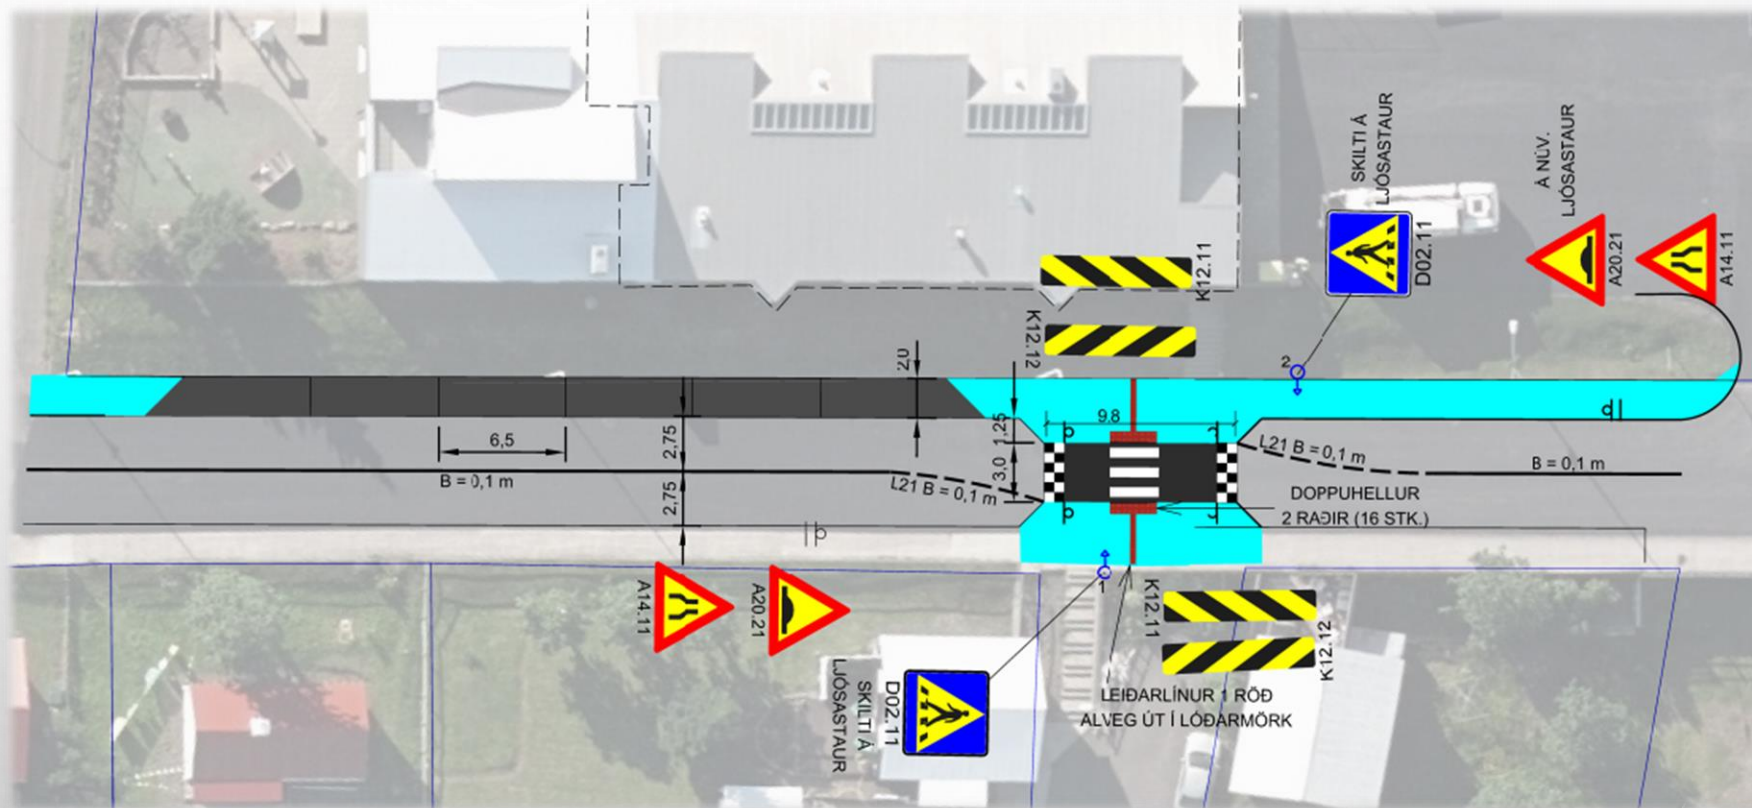 SKILTI Á
LJÓSASTAUR
D02.11
Á NÚV.
LJÓSASTAUR
A20.21
A14.11
K12.11
K12.12
2
2,0
9.8
1,25
3,0
6,5
2,75
2,75
B = 0,1 m
L21 B = 0,1 m
L21 B = 0,1 m
B = 0,1 m
DOPPUHELLUR
2 RAÐIR (16 STK.)
A14.11
A20.21
1
K12.11
K12.12
D02.11
SKILTI Á
LJÓSASTAUR
LEIÐARLÍNUR 1 RÖÐ
ALVEG ÚT Í LÓÐARMÖRK